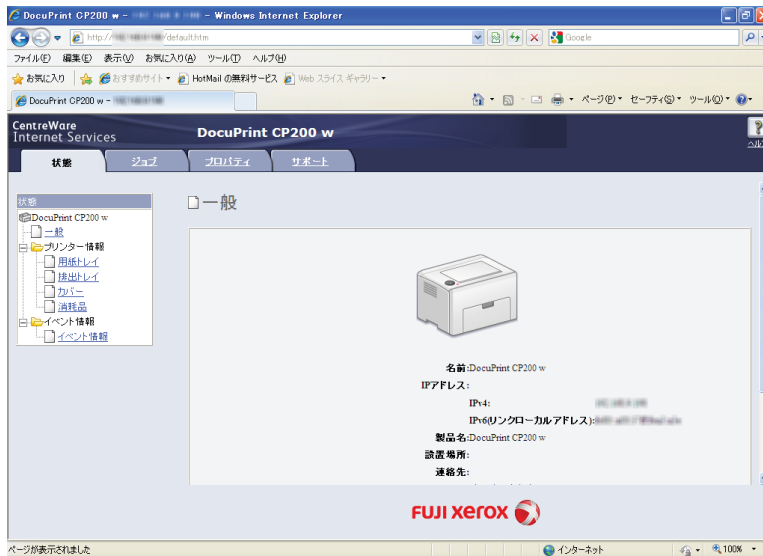 DocuPrint CP200 w - - Windows Internet Explorer
http:// /default.htm
Google
ファイル(F) 編集(E) 表示(V) お気に入り(A) ツール(T) ヘルプ(H)
お気に入り おすすめサイト HotMail の無料サービス Web スライス ギャラリー
DocuPrint CP200 w -
ページ(P) セーフティ(S) ツール(O)
CentreWare
Internet Services
DocuPrint CP200 w
状態 ジョブ プロパティ サポート
状態
DocuPrint CP200 w
一般
プリンター情報
用紙トレイ
排出トレイ
カバー
消耗品
イベント情報
イベント情報
一般
名前:DocuPrint CP200 w
IPアドレス:
IPv4:
IPv6(リンクローカルアドレス):
製品名:DocuPrint CP200 w
設置場所:
連絡先:
FUJI xerox
ページが表示されました
インターネット
100%